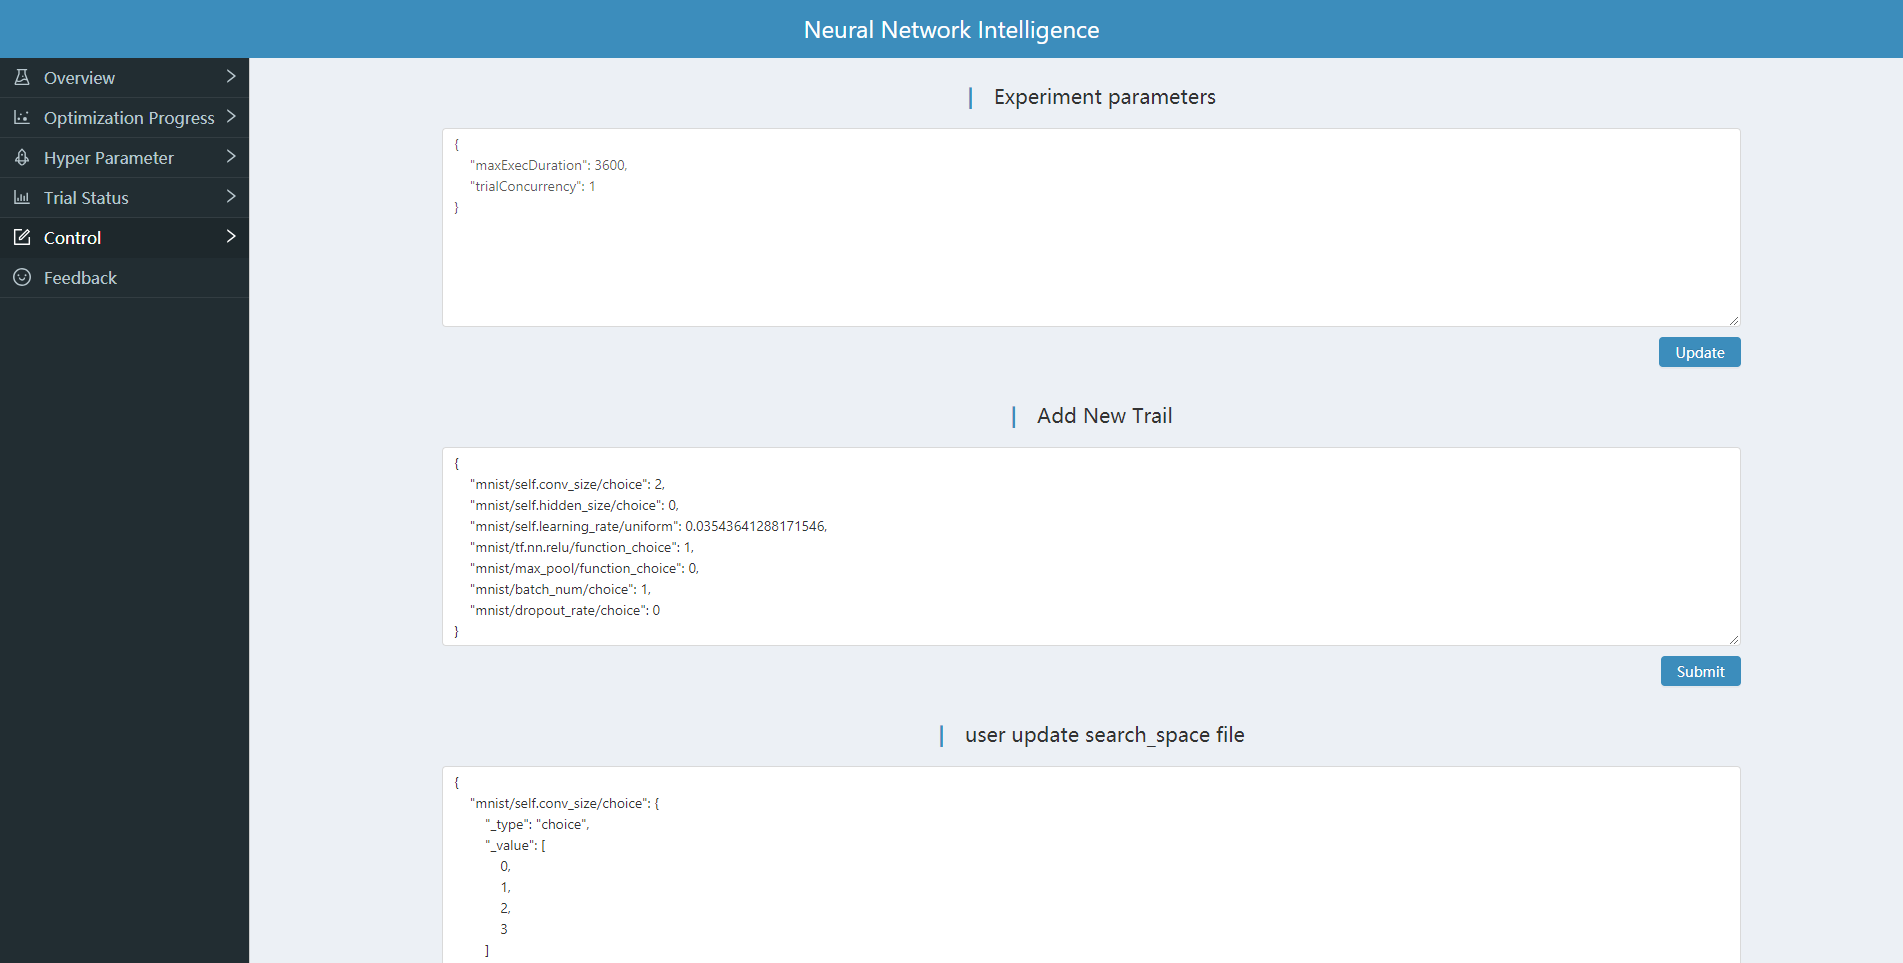 Neural Network Intelligence
Overview
Optimization Progress
Hyper Parameter
Trial Status
Control
Feedback
Experiment parameters
{
"maxExecDuration": 3600,
"trialConcurrency": 1
}
Update
Add New Trail
{
"mnist/self.conv_size/choice": 2,
"mnist/self.hidden_size/choice": 0,
"mnist/self.learning_rate/uniform": 0.03543641288171546,
"mnist/tf.nn.relu/function_choice": 1,
"mnist/max_pool/function_choice": 0,
"mnist/batch_num/choice": 1,
"mnist/dropout_rate/choice": 0
}
Submit
user update search_space file
{
"mnist/self.conv_size/choice": {
"_type": "choice",
"_value": [
0,
1,
2,
3
]